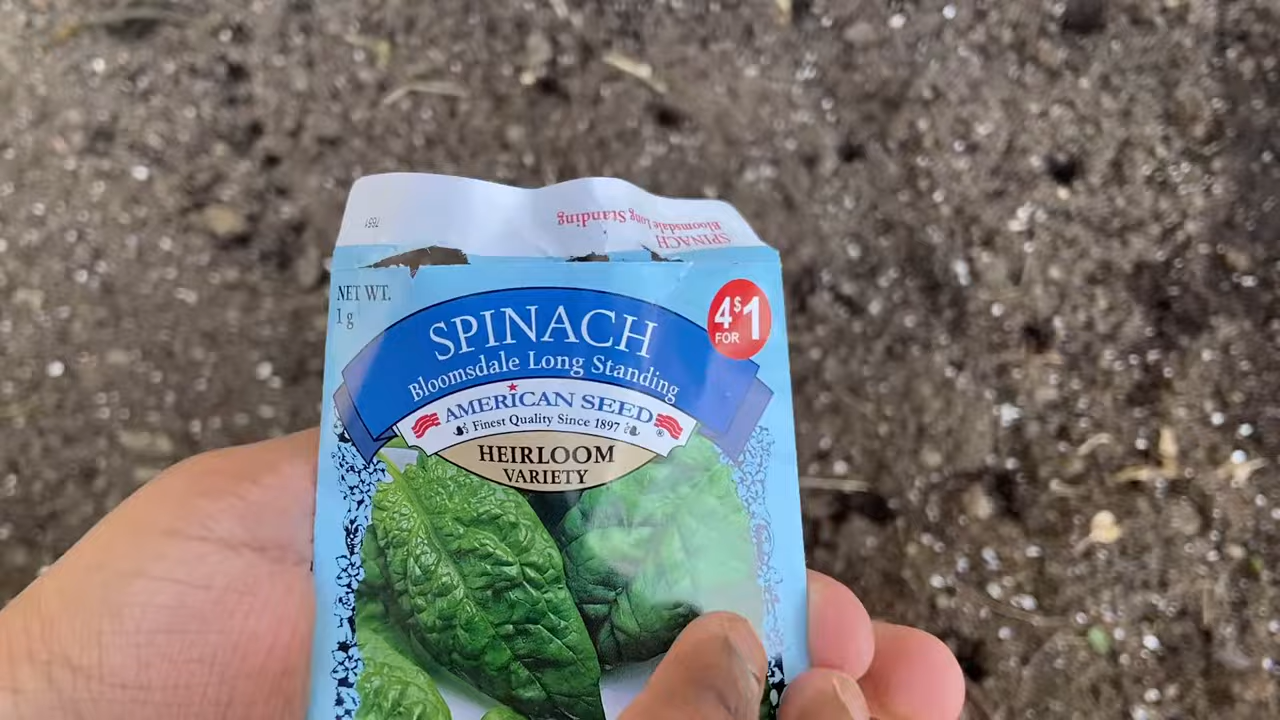 7651
SPINACH
Bloomsdale Long Standing
NET WT.
1 g
SPINACH
Bloomsdale Long Standing
AMERICAN SEED®
Finest Quality Since 1897
HEIRLOOM
VARIETY
4 FOR $1